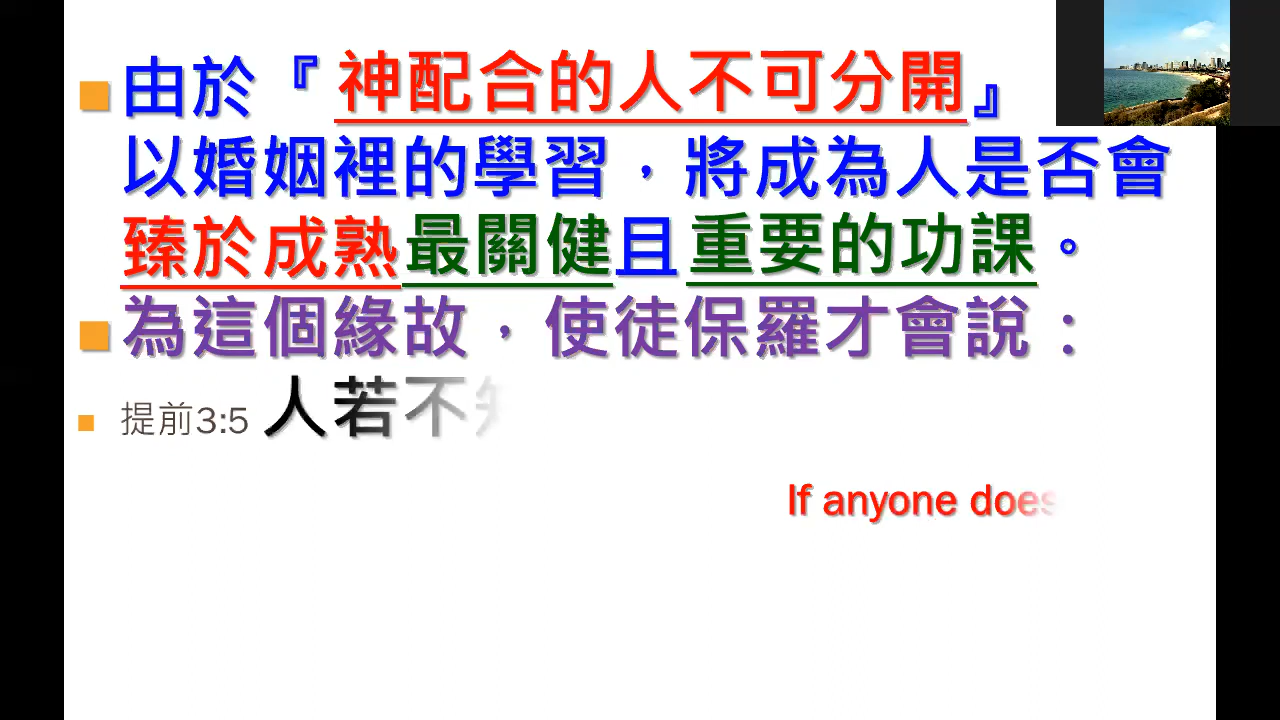 由於『神配合的人不可分開』
以婚姻裡的學習，將成為人是否會
臻於成熟最關健且重要的功課。
為這個緣故，使徒保羅才會說：
提前3:5 人若不
If anyone does